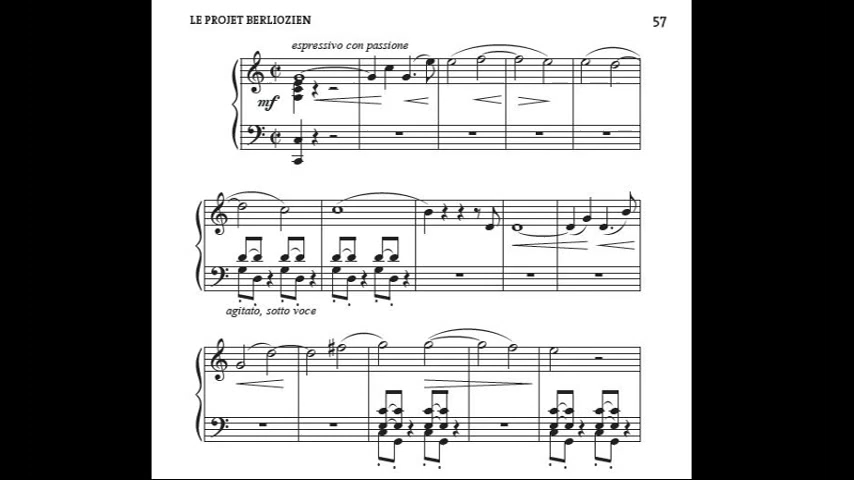 LE PROJET BERLIOZIEN
57
espressivo con passione
mf
agitato, sotto voce